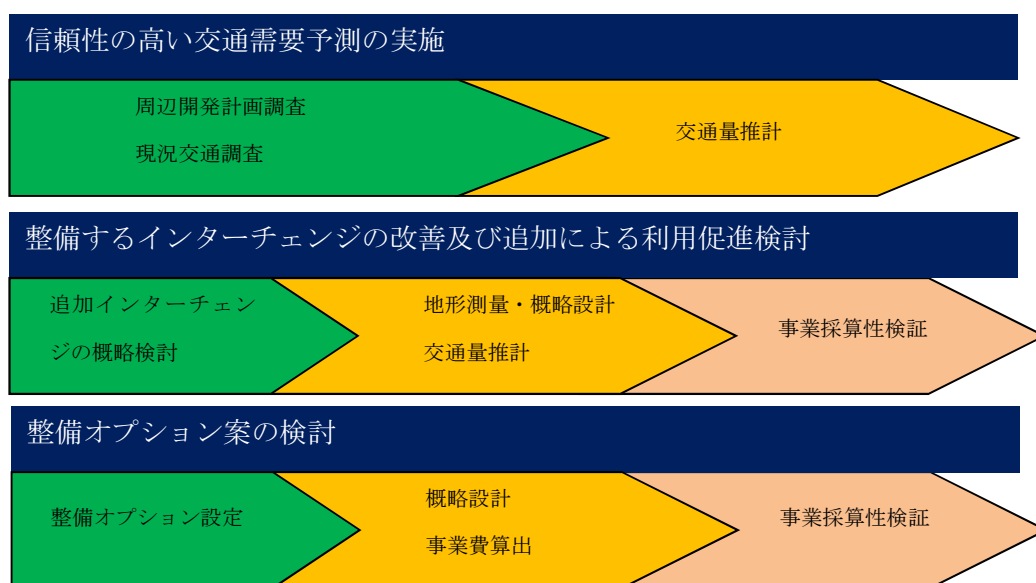 信頼性の高い交通需要予測の実施
周辺開発計画調査
現況交通調査
交通量推計
整備するインターチェンジの改善及び追加による利用促進検討
追加インターチェン
ジの概略検討
地形測量・概略設計
交通量推計
事業採算性検証
整備オプション案の検討
整備オプション設定
概略設計
事業費算出
事業採算性検証